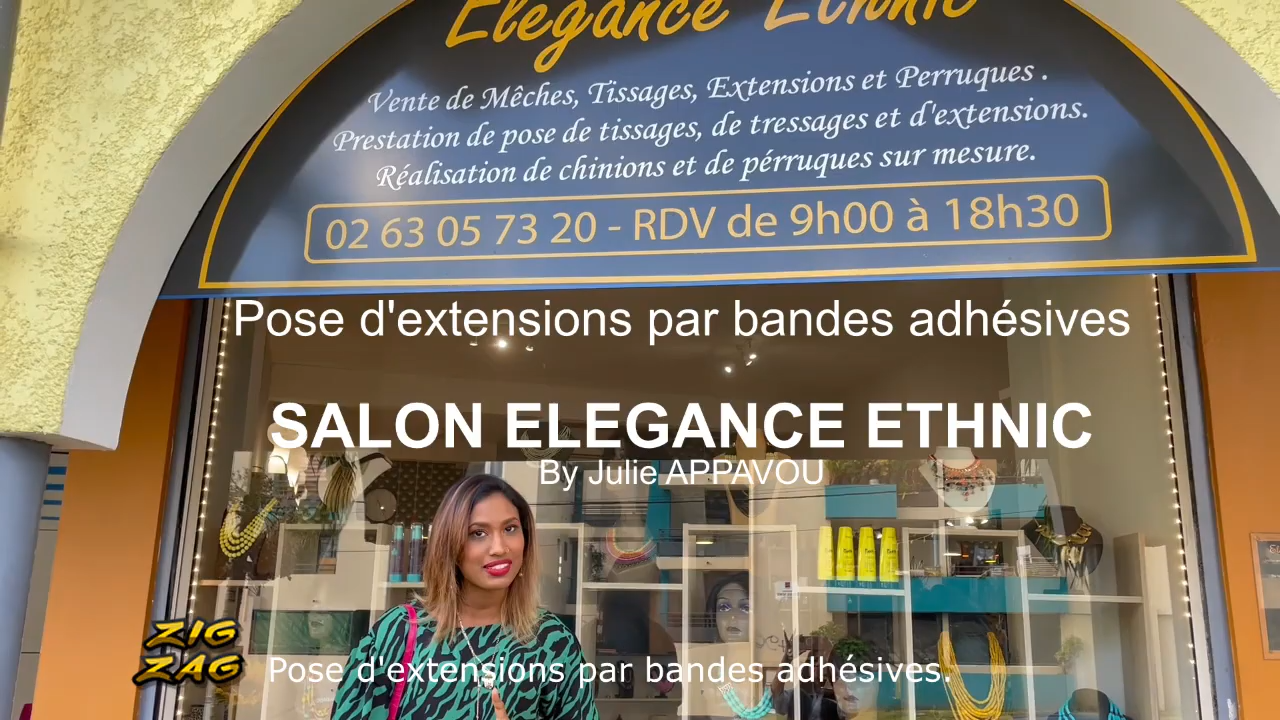 Elegance Ethnic
Vente de Mêches, Tissages, Extensions et Perruques .
Prestation de pose de tissages, de tressages et d'extensions.
Réalisation de chinions et de pérruques sur mesure.
02 63 05 73 20 - RDV de 9h00 à 18h30
Pose d'extensions par bandes adhésives
SALON ELEGANCE ETHNIC
By Julie APPAVOU
ZIG
ZAG
Pose d'extensions par bandes adhésives.